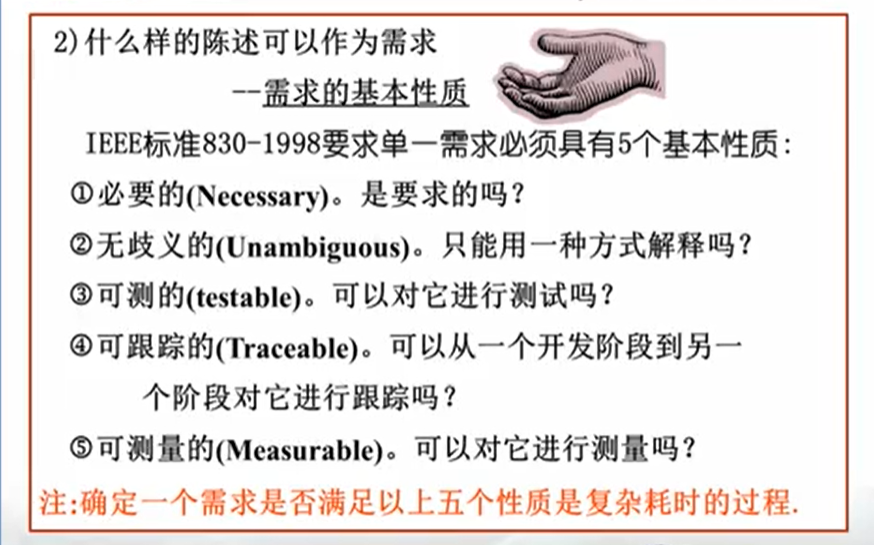 2)什么样的陈述可以作为需求
--需求的基本性质
IEEE标准830-1998要求单一需求必须具有5个基本性质:
①必要的(Necessary)。是要求的吗?
②无歧义的(Unambiguous)。只能用一种方式解释吗?
③可测的(testable)。可以对它进行测试吗?
④可跟踪的(Traceable)。可以从一个开发阶段到另一
个阶段对它进行跟踪吗?
⑤可测量的(Measurable)。可以对它进行测量吗?
注:确定一个需求是否满足以上五个性质是复杂耗时的过程.